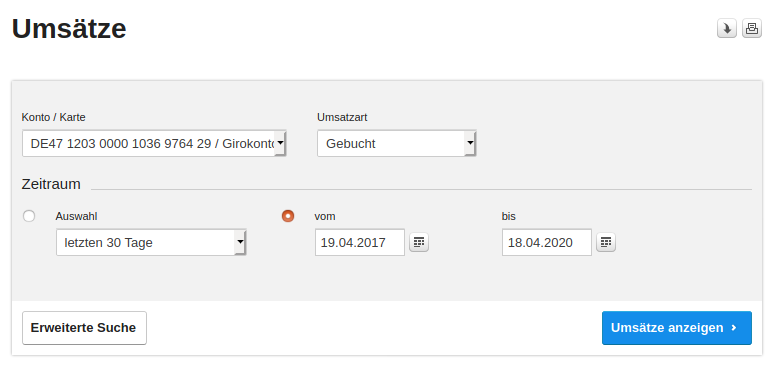 Umsätze
Konto / Karte Umsatzart
DE47 1203 0000 1036 9764 29 / Girokonto Gebucht
Zeitraum
Auswahl vom bis
letzten 30 Tage 19.04.2017 18.04.2020
Erweiterte Suche Umsätze anzeigen